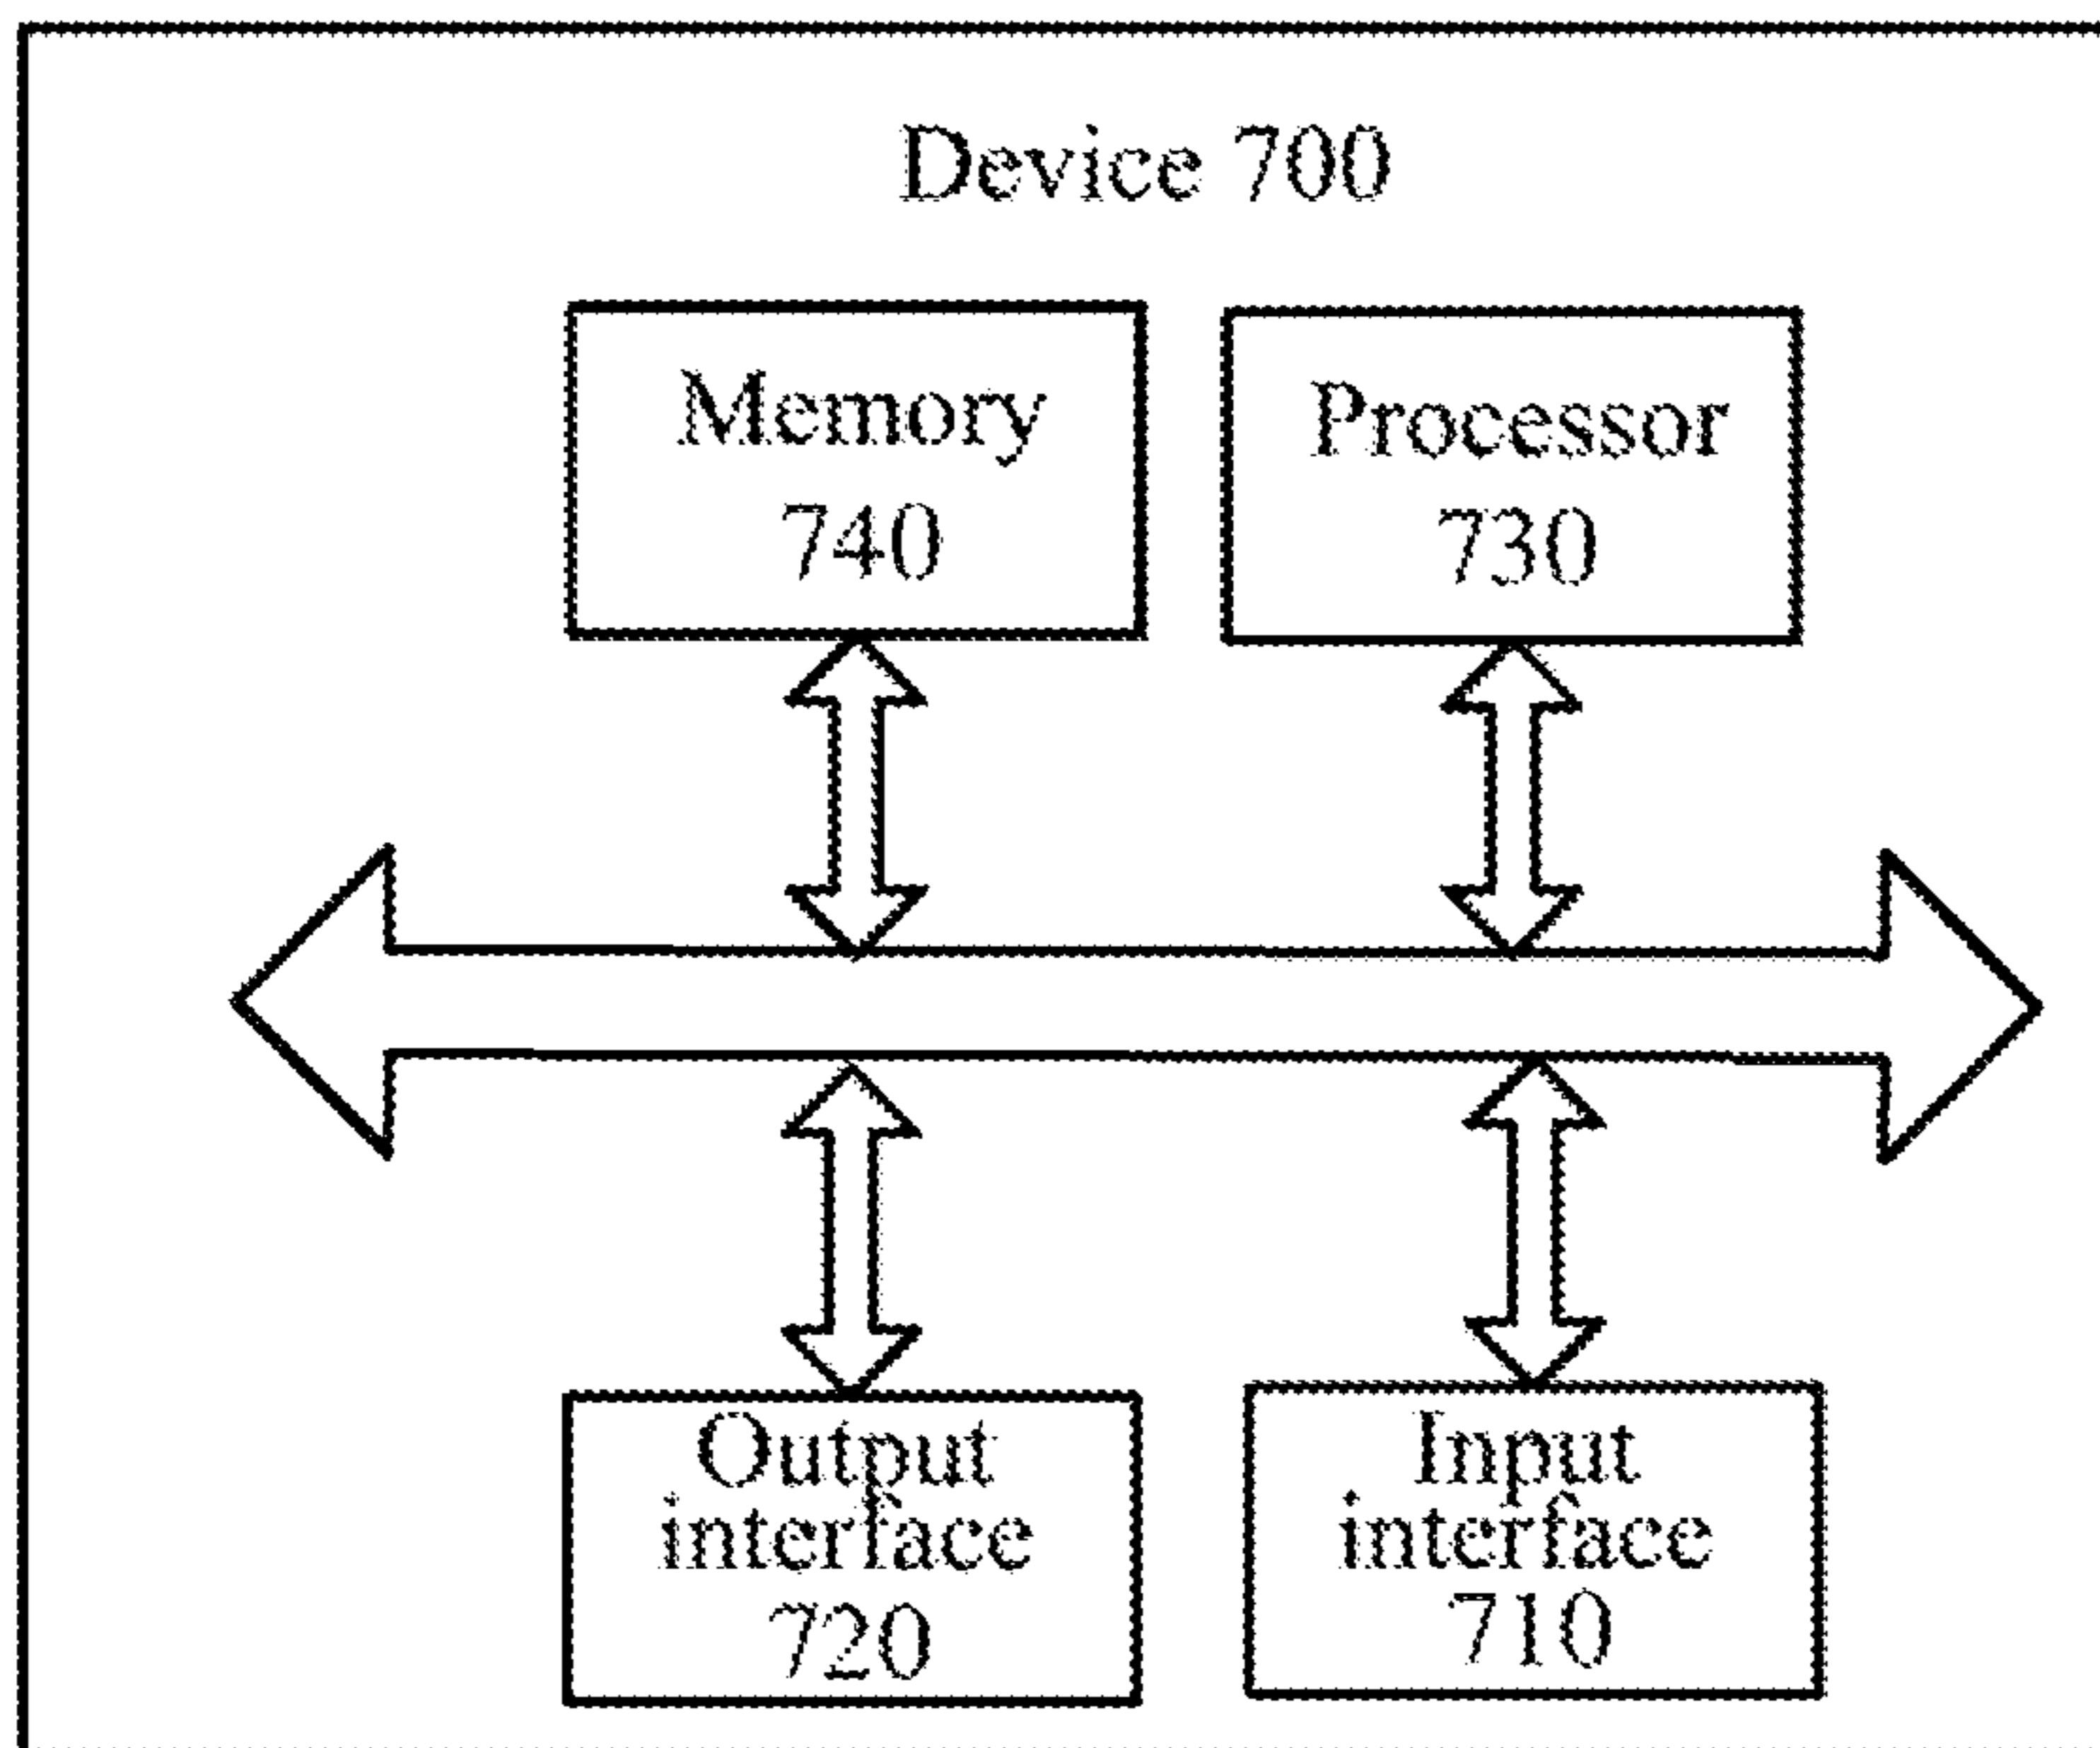 Device 700
Memory
740
Processor
730
Output
interface
720
Input
interface
710